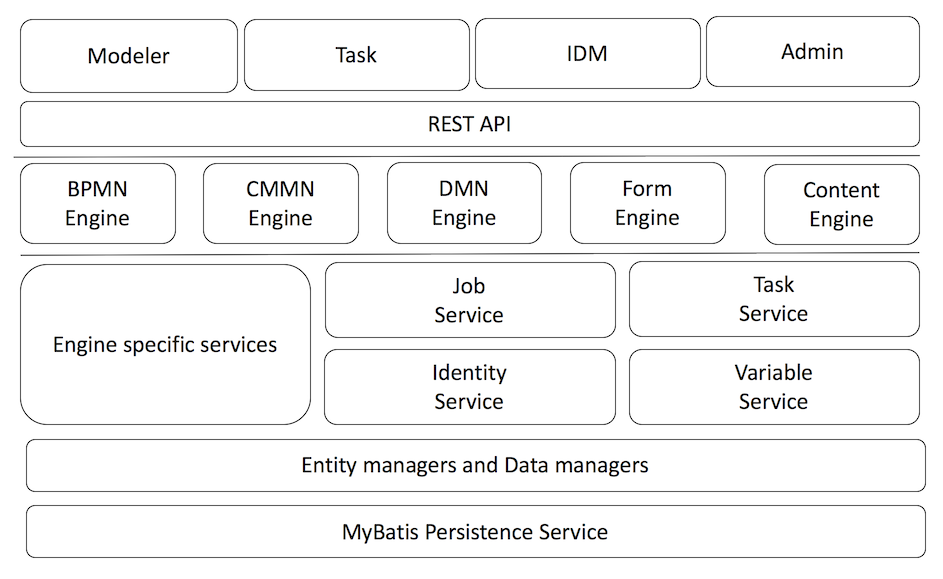 Modeler
Task
IDM
Admin
REST API
BPMN
Engine
CMMN
Engine
DMN
Engine
Form
Engine
Content
Engine
Engine specific services
Job
Service
Task
Service
Identity
Service
Variable
Service
Entity managers and Data managers
MyBatis Persistence Service